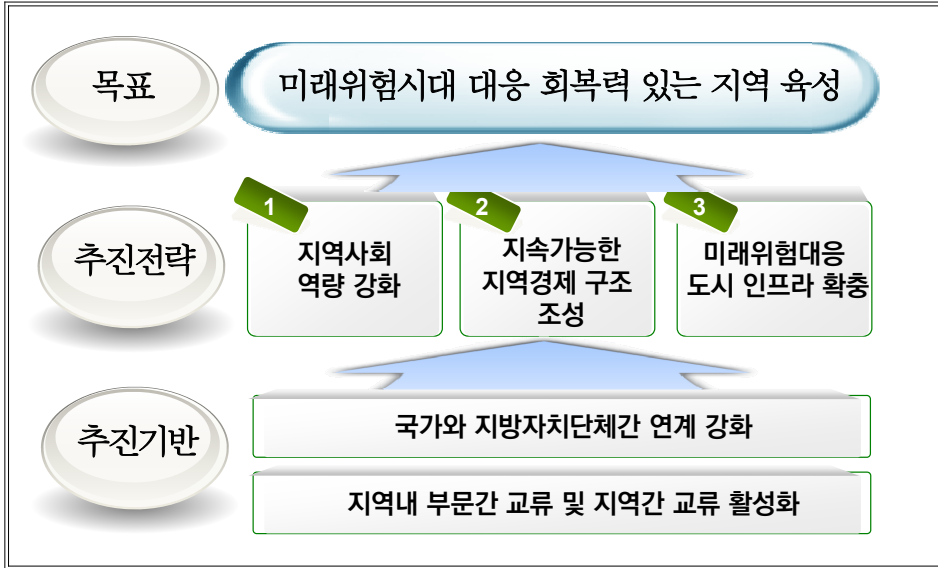 목표
미래위험시대 대응 회복력 있는 지역 육성
추진전략
1
지역사회
역량 강화
2
지속가능한
지역경제 구조
조성
3
미래위험대응
도시 인프라 확충
추진기반
국가와 지방자치단체간 연계 강화
지역내 부문간 교류 및 지역간 교류 활성화